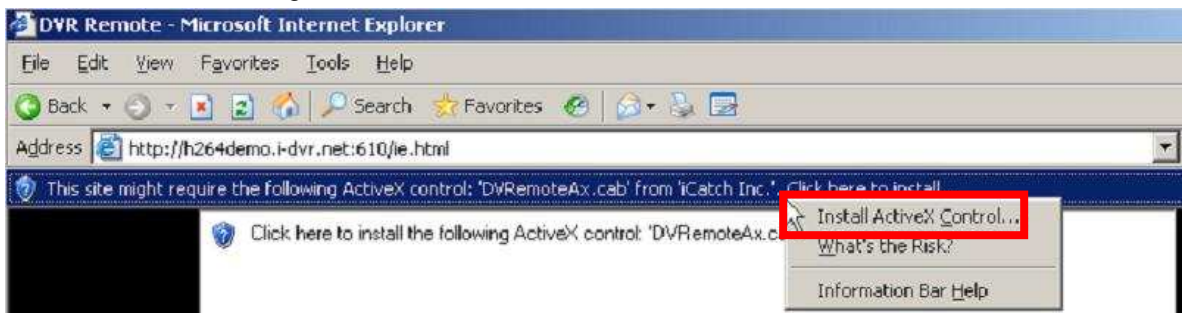 DVR Remote - Microsoft Internet Explorer
File Edit View Favorites Tools Help
Back Search Favorites
Address http://h264demo.i-dvr.net:610/ie.html
This site might require the following ActiveX control: 'DVRemoteAx.cab' from 'iCatch Inc.'. Click here to install
Click here to install the following ActiveX control: 'DVRemoteAx.c
Install ActiveX Control...
What's the Risk?
Information Bar Help